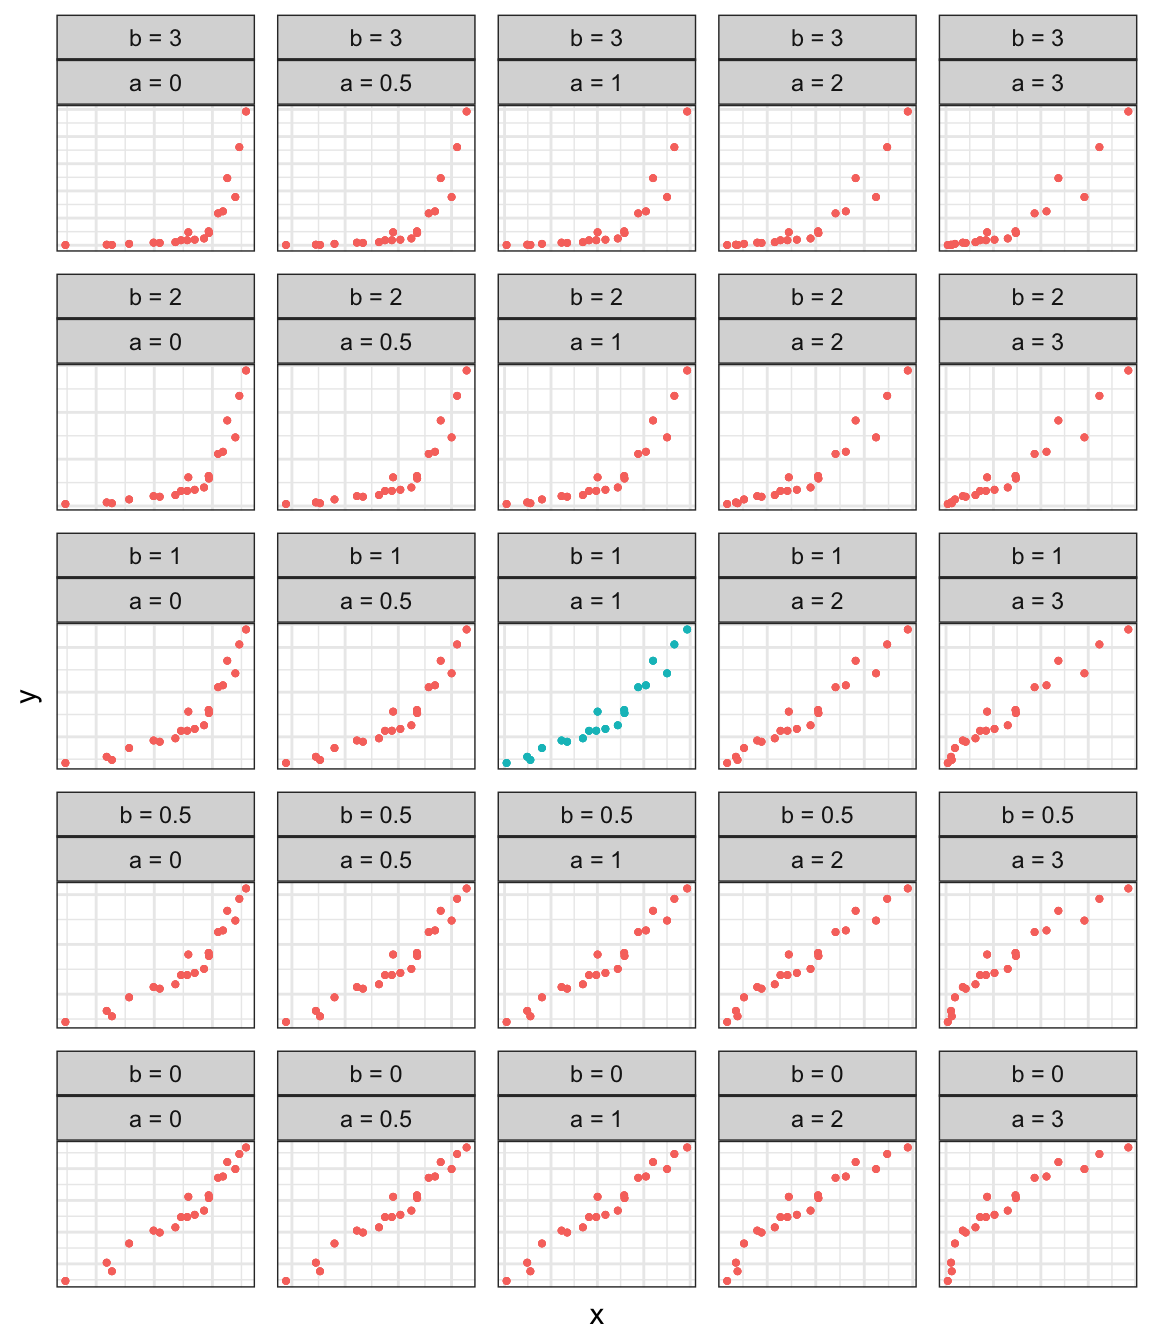 b = 3
a = 0
b = 3
a = 0.5
b = 3
a = 1
b = 3
a = 2
b = 3
a = 3
b = 2
a = 0
b = 2
a = 0.5
b = 2
a = 1
b = 2
a = 2
b = 2
a = 3
b = 1
a = 0
b = 1
a = 0.5
b = 1
a = 1
b = 1
a = 2
b = 1
a = 3
b = 0.5
a = 0
b = 0.5
a = 0.5
b = 0.5
a = 1
b = 0.5
a = 2
b = 0.5
a = 3
b = 0
a = 0
b = 0
a = 0.5
b = 0
a = 1
b = 0
a = 2
b = 0
a = 3
y
x